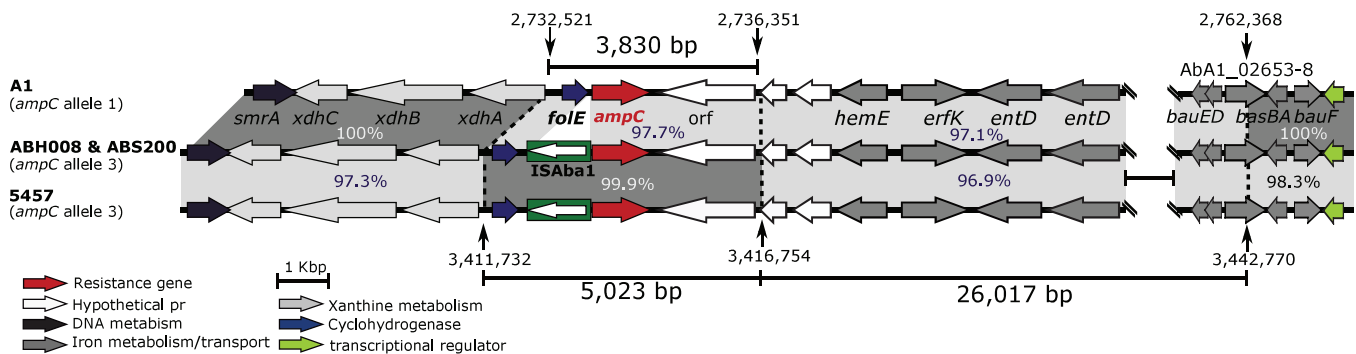 2,732,521
2,736,351
2,762,368
3,830 bp
A1
(ampC allele 1)
AbA1_02653-8
smrA xdhC xdhB xdhA folE ampC orf hemE erfK entD entD bauED basBA bauF
100% 97.7% 97.1% 100%
ABH008 & ABS200
(ampC allele 3)
ISAba1
97.3% 99.9% 96.9% 98.3%
5457
(ampC allele 3)
3,411,732
3,416,754
3,442,770
5,023 bp
26,017 bp
1 Kbp
Resistance gene
Hypothetical pr
DNA metabism
Iron metabolism/transport
Xanthine metabolism
Cyclohydrogenase
transcriptional regulator